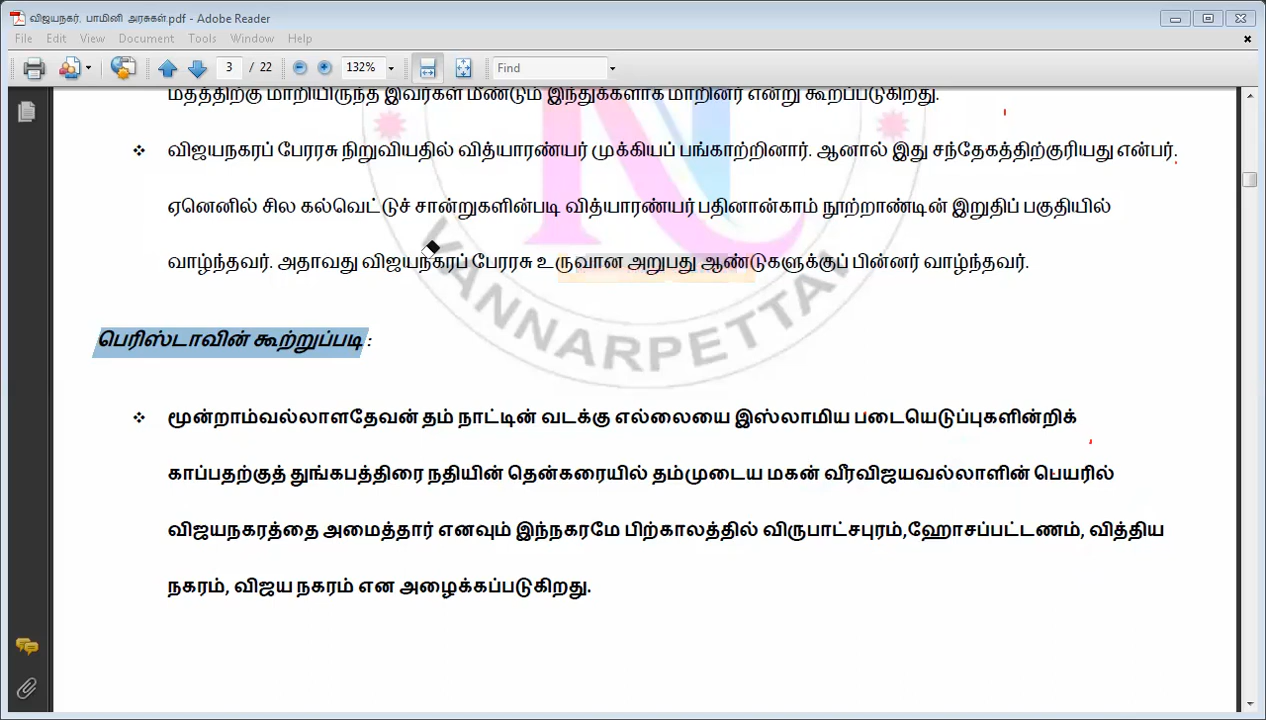 விஜயநகர், பாமினி அரசுகள்.pdf - Adobe Reader
File Edit View Document Tools Window Help
3 / 22 132% Find
மதத்திற்கு மாறியிருந்த இவர்கள் மீண்டும் இந்துக்களாக மாறினர் என்று கூறப்படுகிறது.
❖ விஜயநகரப் பேரரசு நிறுவியதில் வித்யாரண்யர் முக்கியப் பங்காற்றினார். ஆனால் இது சந்தேகத்திற்குரியது என்பர்.
ஏனெனில் சில கல்வெட்டுச் சான்றுகளின்படி வித்யாரண்யர் பதினான்காம் நூற்றாண்டின் இறுதிப் பகுதியில்
வாழ்ந்தவர். அதாவது விஜயநகரப் பேரரசு உருவான அறுபது ஆண்டுகளுக்குப் பின்னர் வாழ்ந்தவர்.
VANNARPETTAI
பெரிஸ்டாவின் கூற்றுப்படி :
❖ மூன்றாம்வல்லாளதேவன் தம் நாட்டின் வடக்கு எல்லையை இஸ்லாமிய படையெடுப்புகளின்றிக்
காப்பதற்குத் துங்கபத்திரை நதியின் தென்கரையில் தம்முடைய மகன் வீரவிஜயவல்லாளின் பெயரில்
விஜயநகரத்தை அமைத்தார் எனவும் இந்நகரமே பிற்காலத்தில் விருபாட்சபுரம்,ஹோசப்பட்டணம், வித்திய
நகரம், விஜய நகரம் என அழைக்கப்படுகிறது.